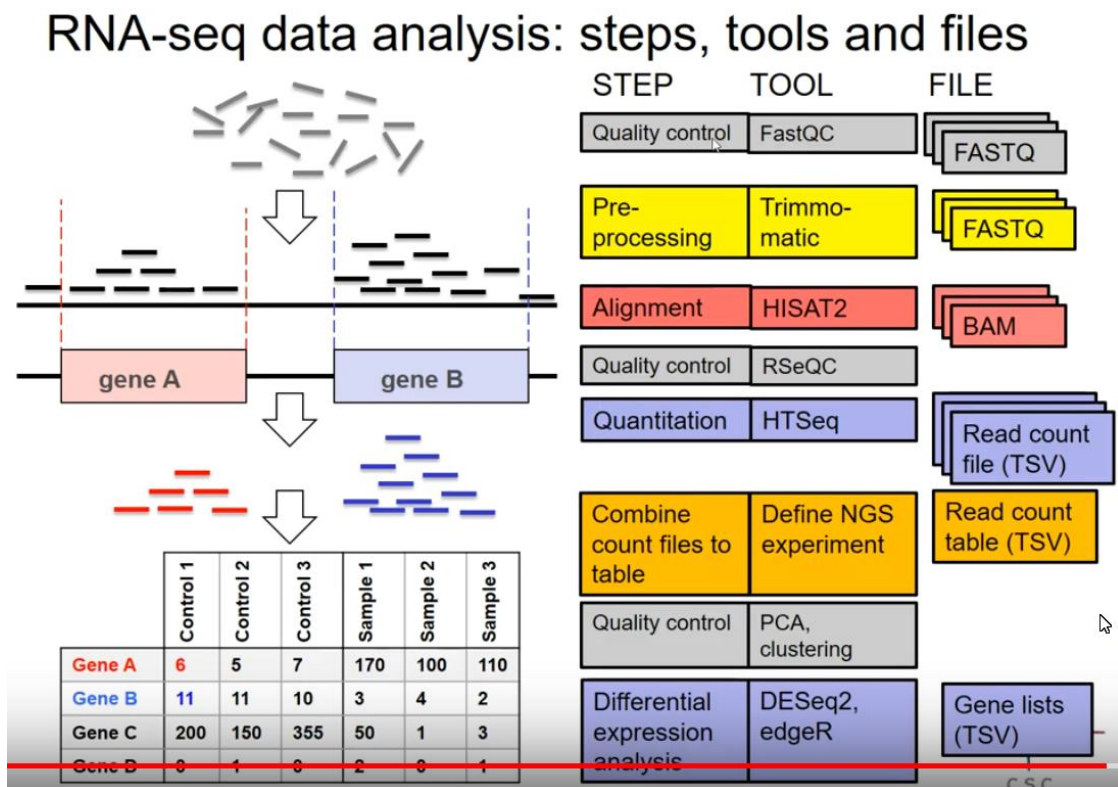 RNA-seq data analysis: steps, tools and files
STEP TOOL FILE
Quality control FastQC FASTQ
Pre-
processing
Trimmo-
matic
FASTQ
Alignment HISAT2 BAM
Quality control RSeQC
Quantitation HTSeq
Read count
file (TSV)
Combine
count files to
table
Define NGS
experiment
Read count
table (TSV)
Quality control
PCA,
clustering
Differential
expression
analysis
DESeq2,
edgeR
Gene lists
(TSV)
gene A gene B
Control 1 Control 2 Control 3 Sample 1 Sample 2 Sample 3
Gene A 6 5 7 170 100 110
Gene B 11 11 10 3 4 2
Gene C 200 150 355 50 1 3
Gene D
CSC